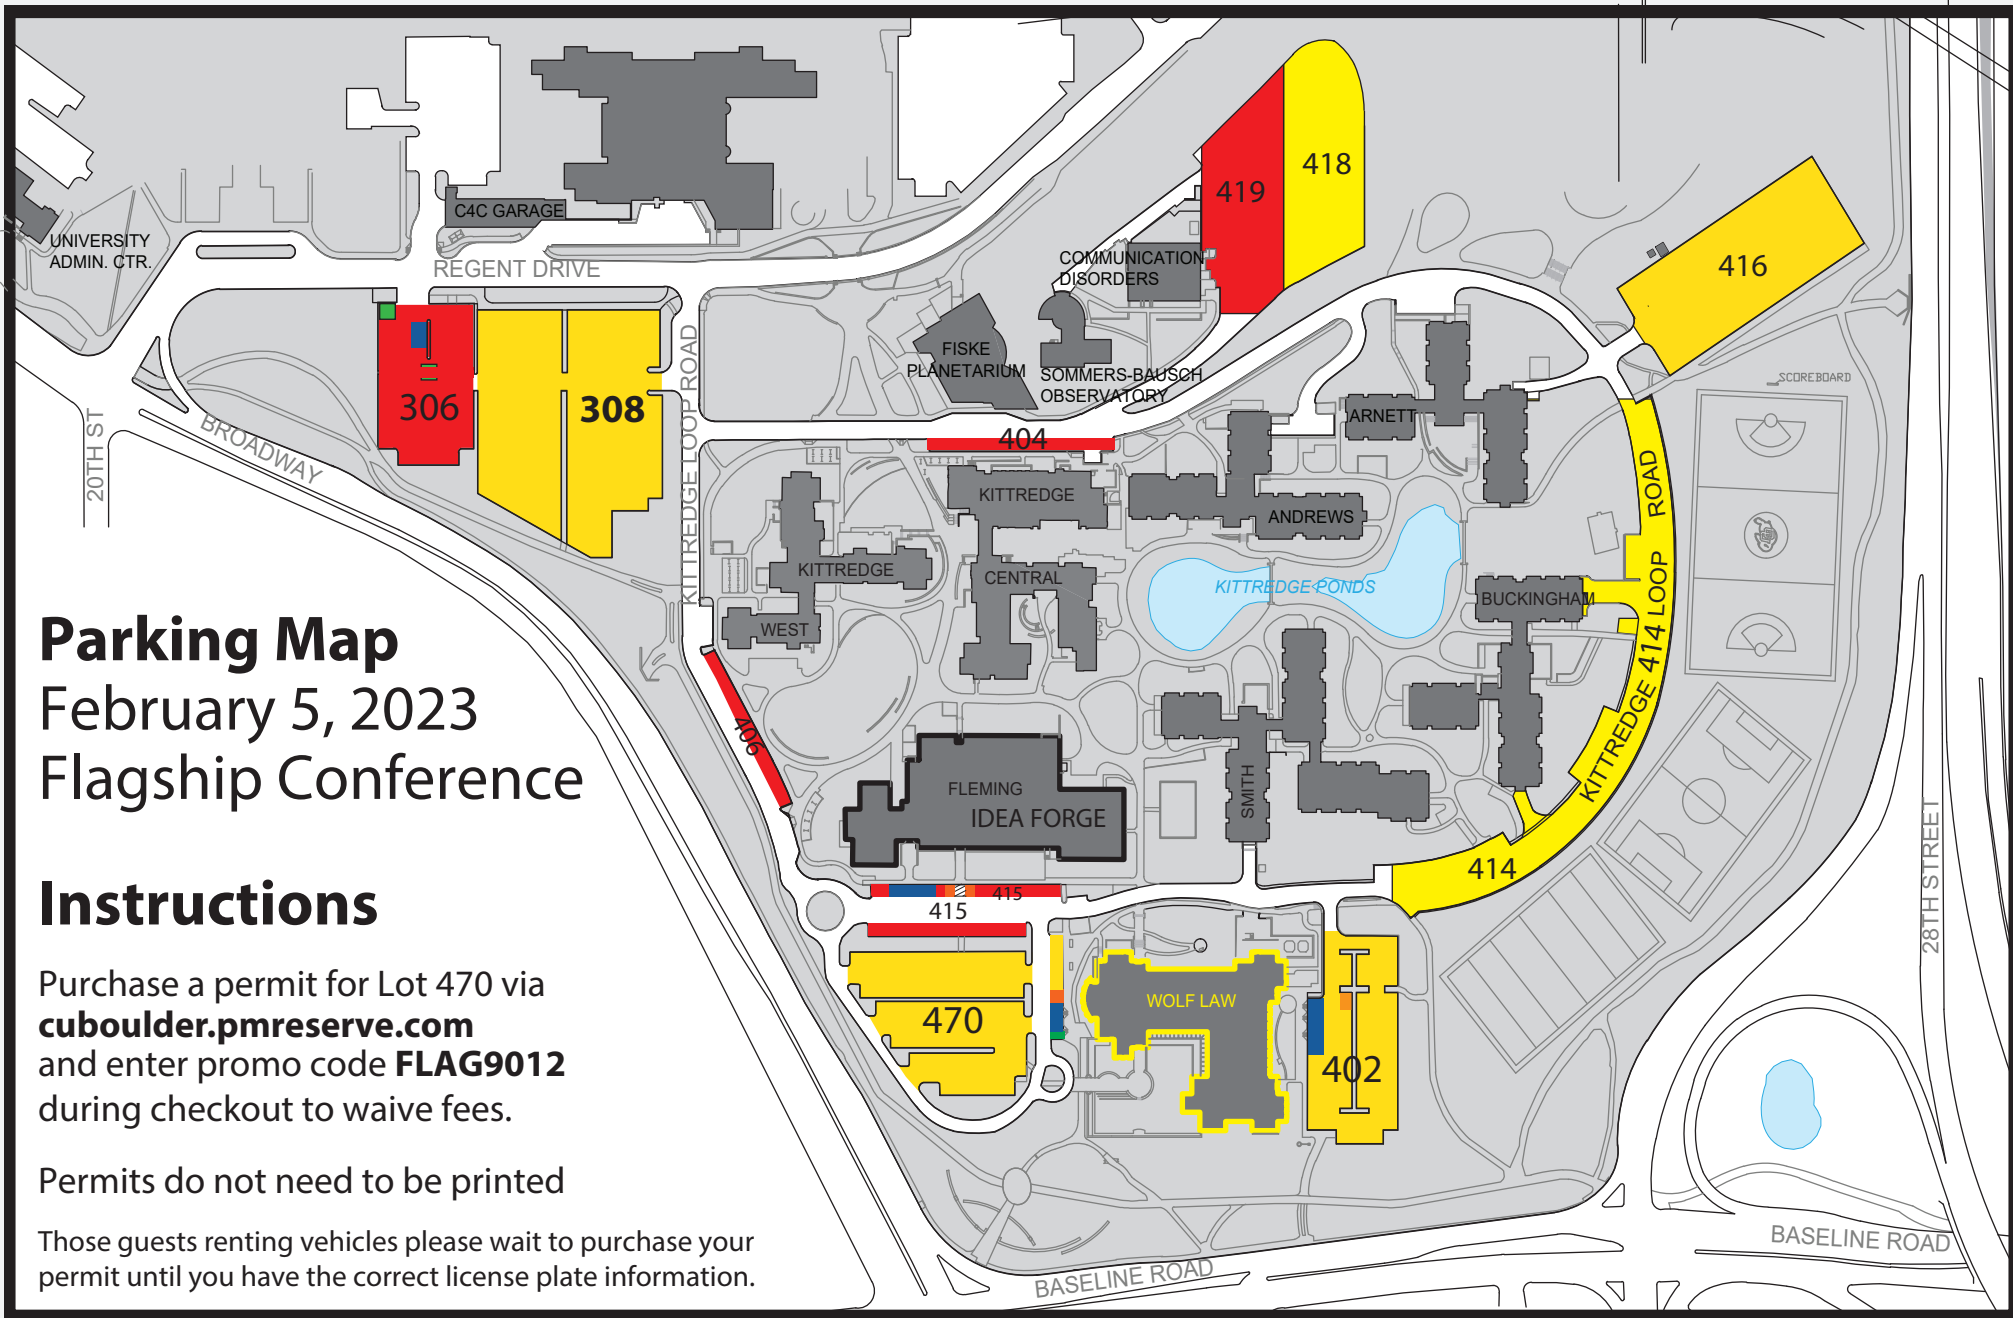 UNIVERSITY
ADMIN. CTR.
C4C GARAGE
REGENT DRIVE
419
418
416
COMMUNICATION
DISORDERS
FISKE
PLANETARIUM
SOMMERS-BAUSCH
OBSERVATORY
SCOREBOARD
306
308
KITTREDGE LOOP ROAD
20TH ST
BROADWAY
404
ARNETT
KITTREDGE
ANDREWS
KITTREDGE
CENTRAL
KITTREDGE PONDS
BUCKINGHAM
WEST
KITTREDGE 414 LOOP ROAD
406
SMITH
FLEMING
IDEA FORGE
414
28TH STREET
415
415
470
WOLF LAW
402
BASELINE ROAD
BASELINE ROAD
Parking Map
February 5, 2023
Flagship Conference
Instructions
Purchase a permit for Lot 470 via
cuboulder.pmreserve.com
and enter promo code FLAG9012
during checkout to waive fees.
Permits do not need to be printed
Those guests renting vehicles please wait to purchase your
permit until you have the correct license plate information.